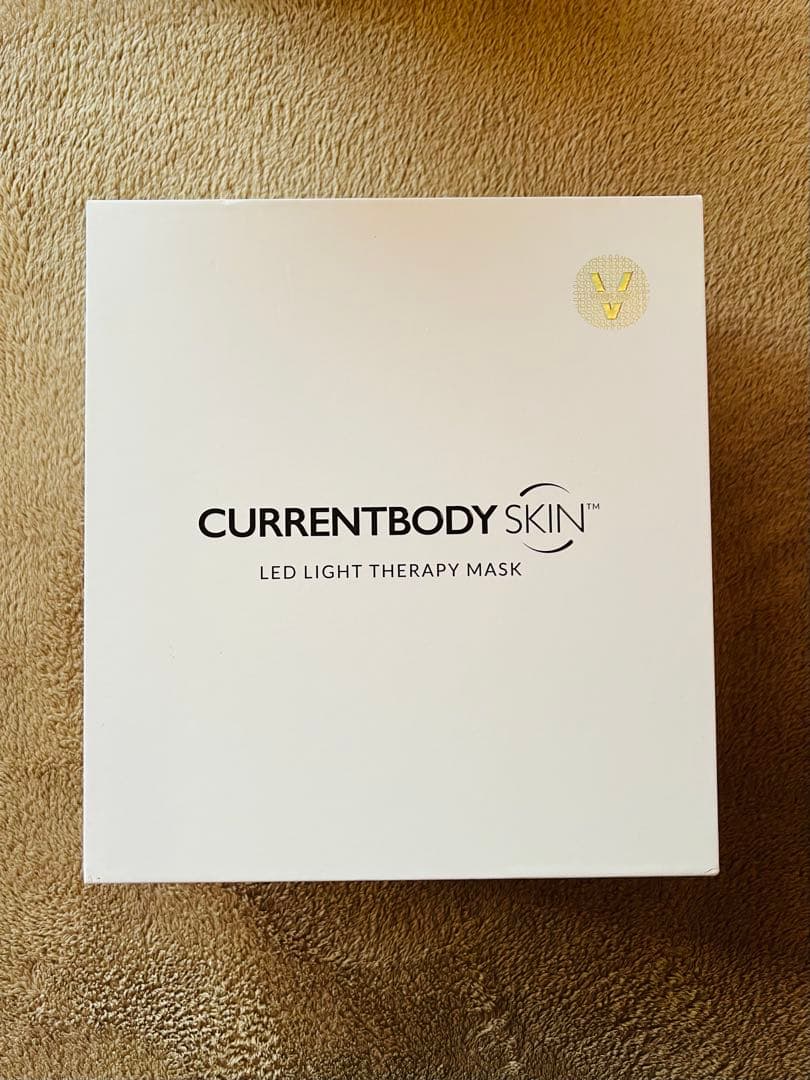 CURRENTBODY SKIN™
LED LIGHT THERAPY MASK